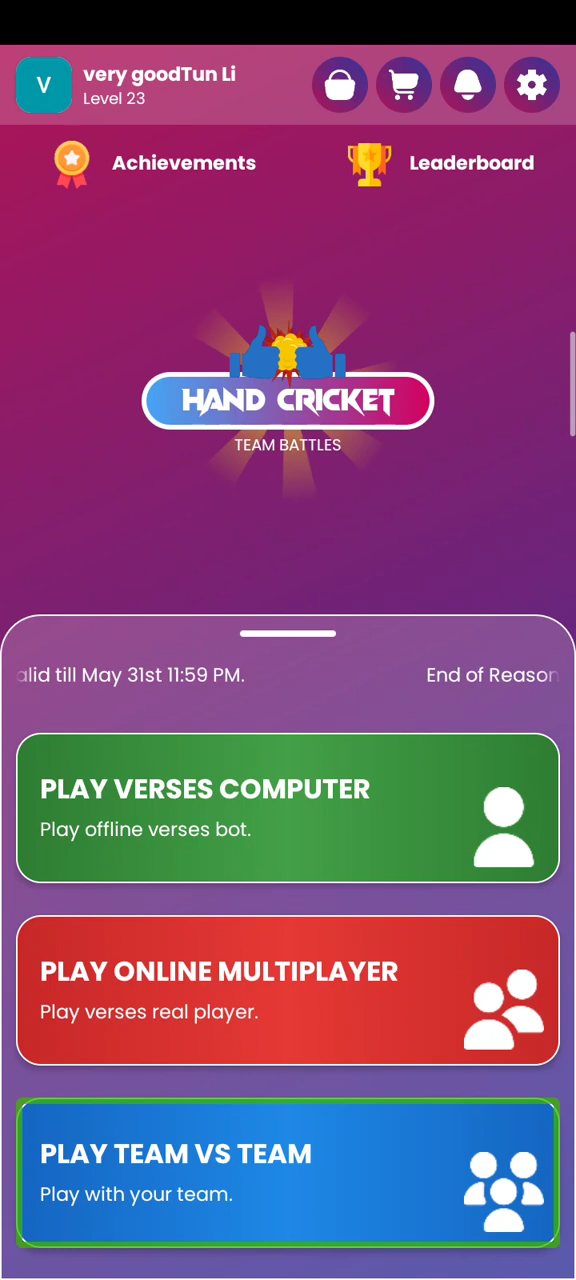 V
very goodTun Li
Level 23
Achievements
Leaderboard
HAND CRICKET
TEAM BATTLES
alid till May 31st 11:59 PM.
End of Reason
PLAY VERSES COMPUTER
Play offline verses bot.
PLAY ONLINE MULTIPLAYER
Play verses real player.
PLAY TEAM VS TEAM
Play with your team.